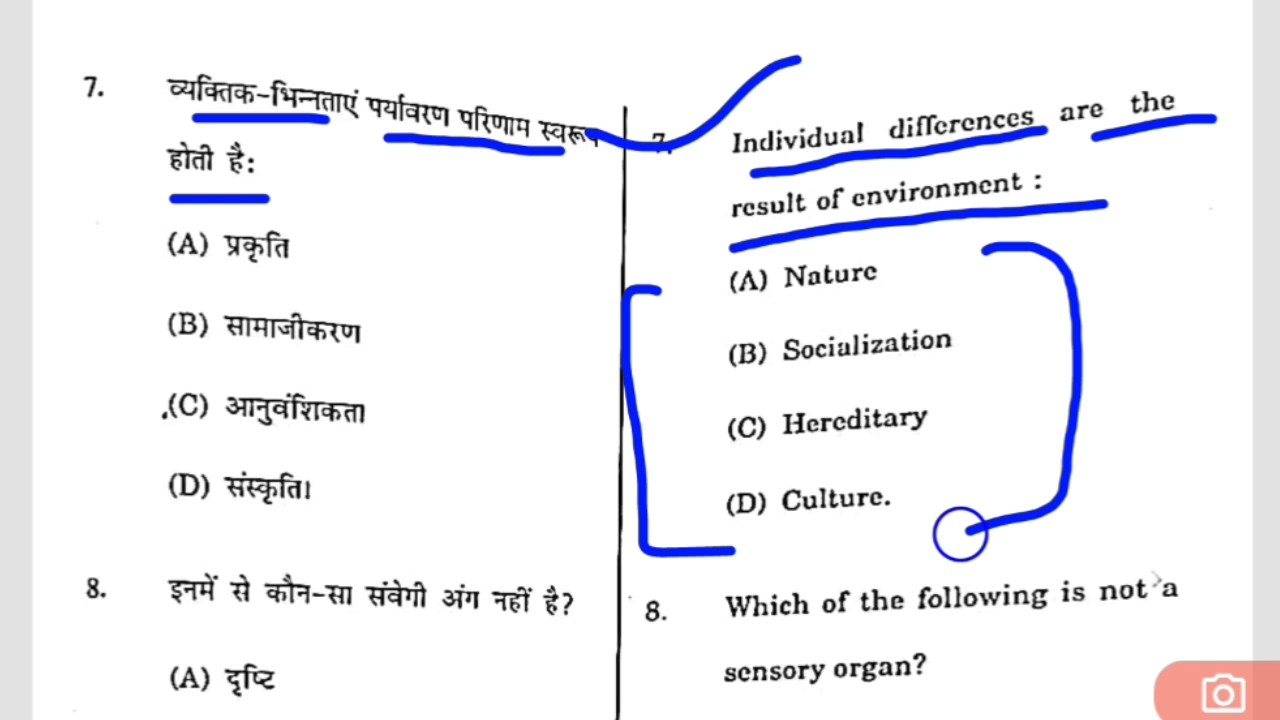 7. व्यक्तिक-भिन्नताएं पर्यावरण परिणाम स्वरूप
होती है:
(A) प्रकृति
(B) सामाजीकरण
(C) आनुवंशिकता
(D) संस्कृति।
8. इनमें से कौन-सा संवेगी अंग नहीं है?
(A) दृष्टि
7. Individual differences are the
result of environment :
(A) Nature
(B) Socialization
(C) Hereditary
(D) Culture.
8. Which of the following is not a
sensory organ?